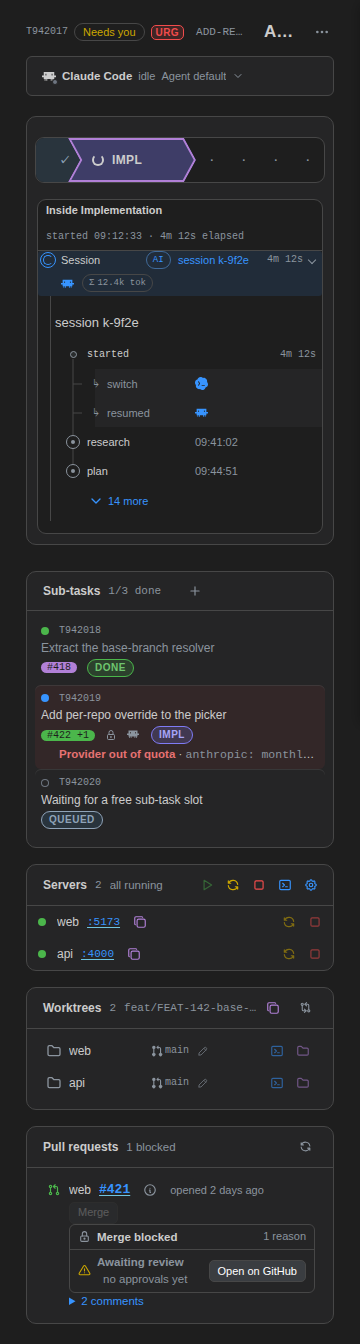 T942017 Needs you URG ADD-RE… A…
Claude Code idle Agent default
IMPL
Inside Implementation
started 09:12:33 · 4m 12s elapsed
Session AI session k-9f2e 4m 12s
Σ 12.4k tok
session k-9f2e
started 4m 12s
↳ switch
↳ resumed
research 09:41:02
plan 09:44:51
14 more
Sub-tasks 1/3 done
T942018
Extract the base-branch resolver
#418 DONE
T942019
Add per-repo override to the picker
#422 +1 IMPL
Provider out of quota · anthropic: monthl…
T942020
Waiting for a free sub-task slot
QUEUED
Servers 2 all running
web :5173
api :4000
Worktrees 2 feat/FEAT-142-base-…
web main
api main
Pull requests 1 blocked
web #421 opened 2 days ago
Merge
Merge blocked 1 reason
Awaiting review
no approvals yet
Open on GitHub
2 comments